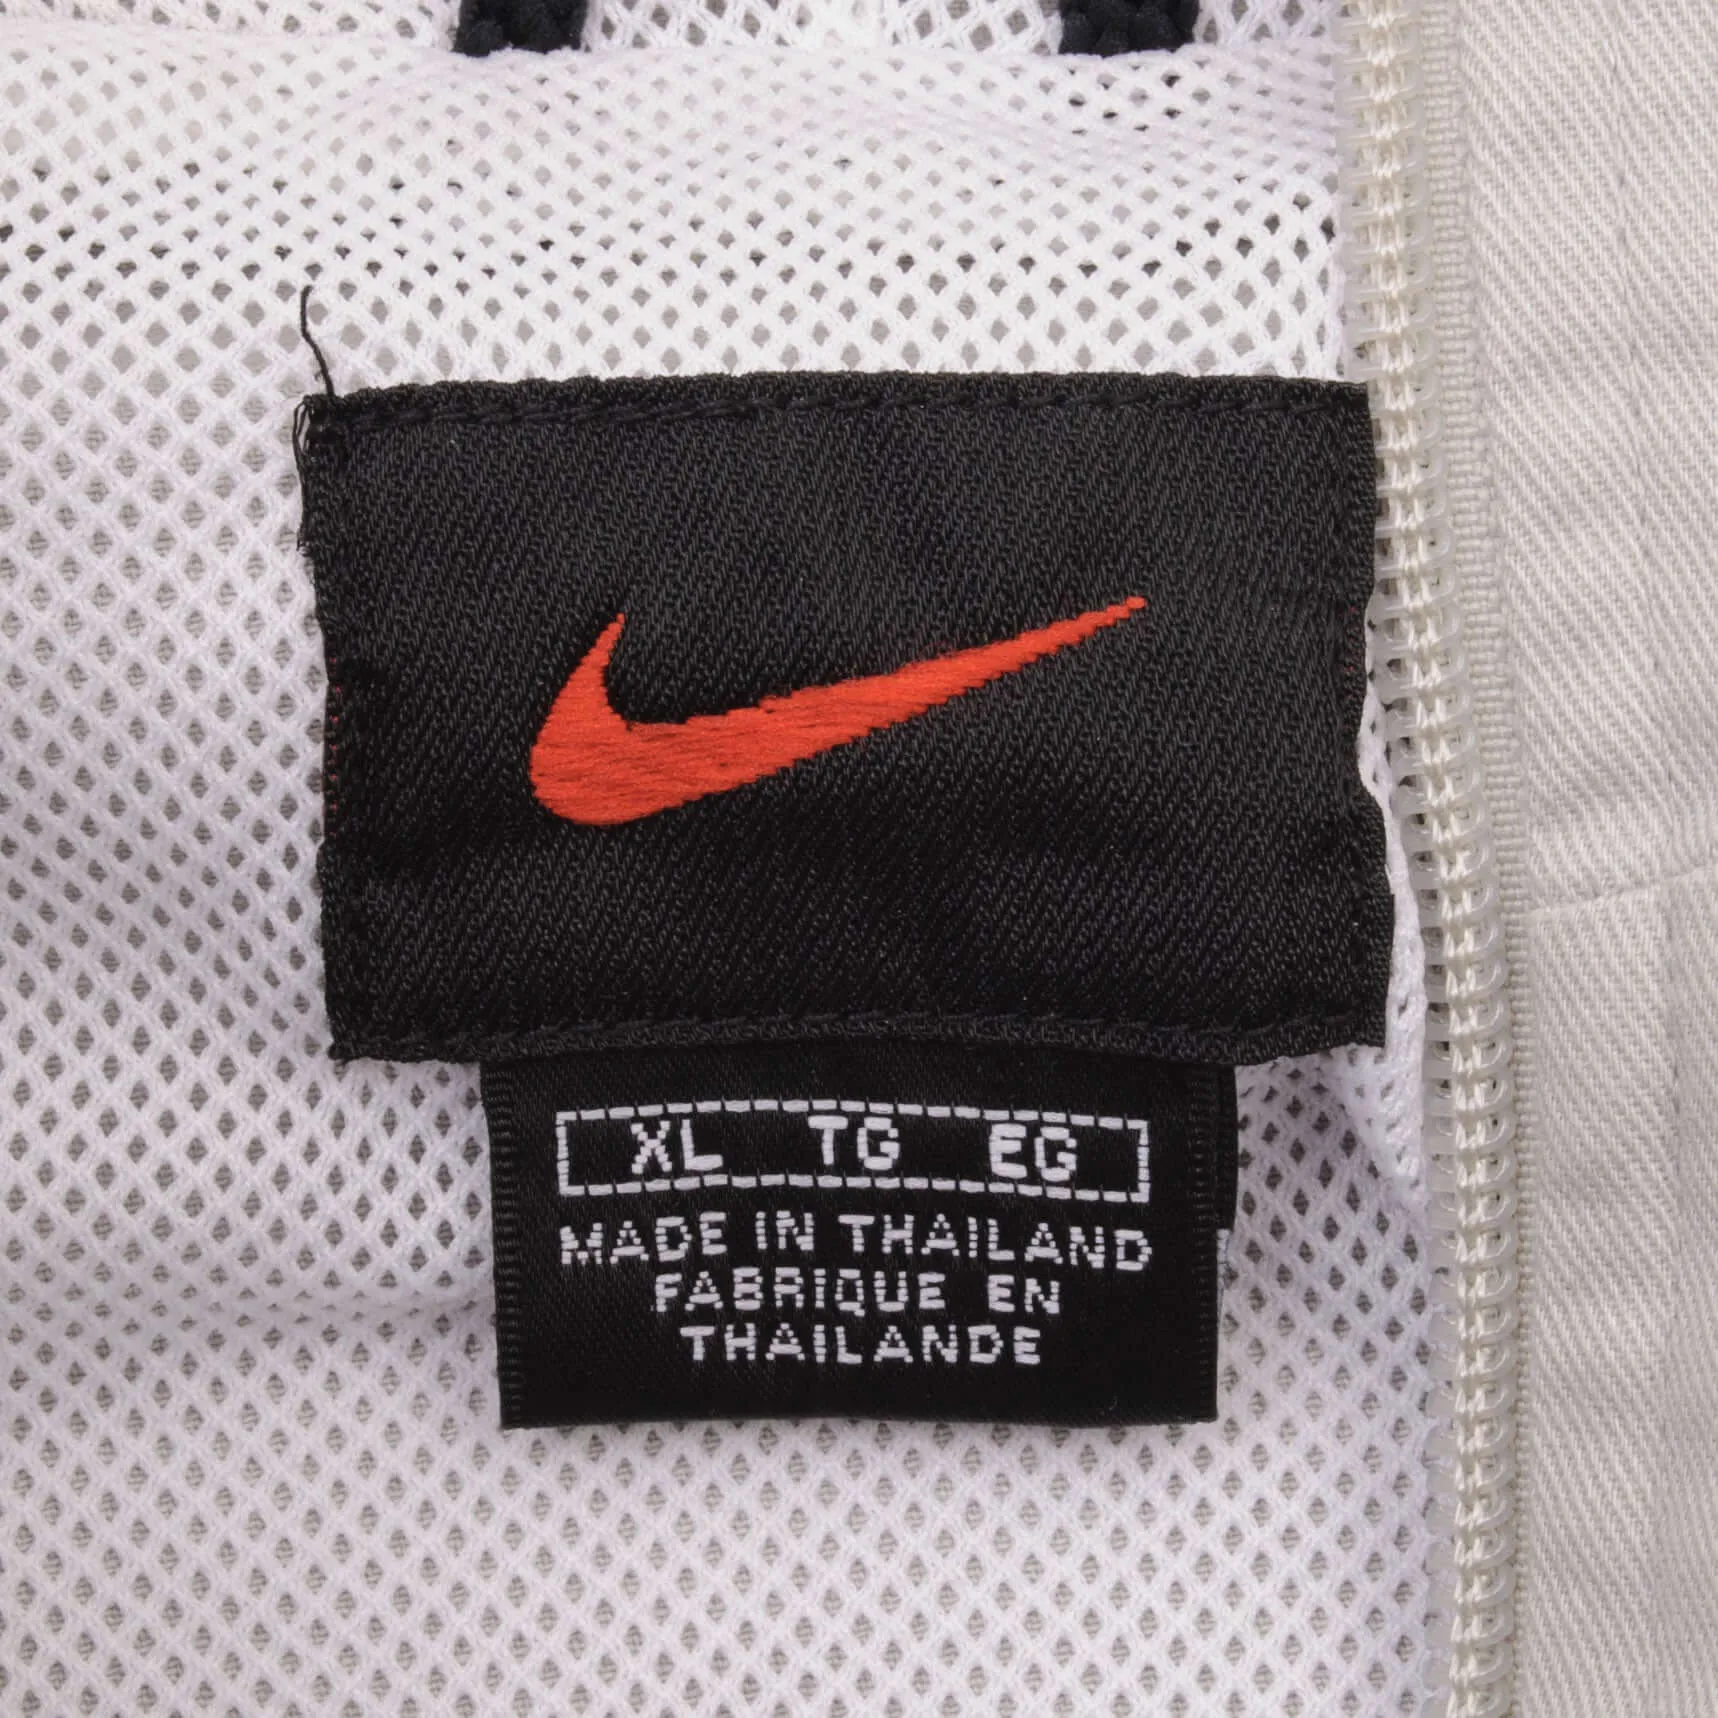 XL TG EG
MADE IN THAILAND
FABRIQUE EN
THAILANDE